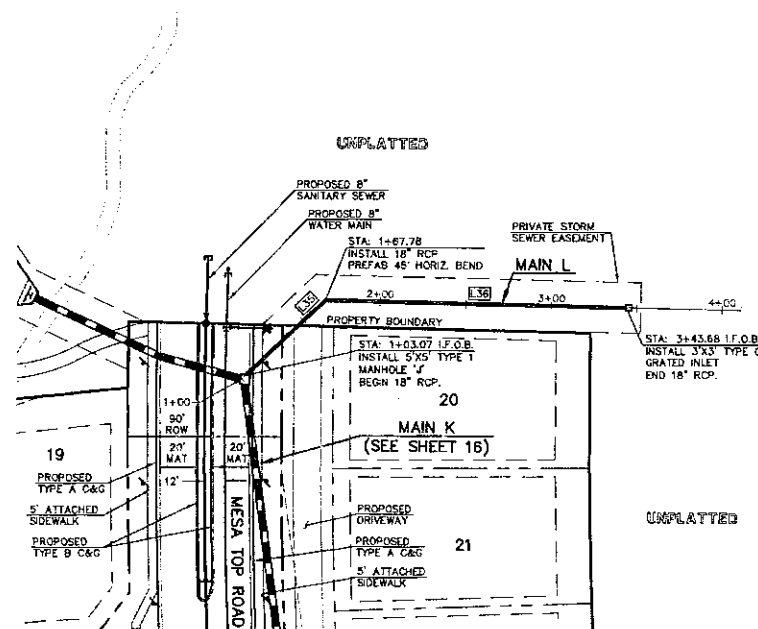 UNPLATTED
PROPOSED 8"
SANITARY SEWER
PROPOSED 8"
WATER MAIN
STA: 1+67.78
INSTALL 18" RCP
PREFAB 45° HORIZ. BEND
PRIVATE STORM
SEWER EASEMENT
MAIN L
L35
2+00
L36
3+00
4+00
PROPERTY BOUNDARY
STA: 1+03.07 I.F.O.B.
INSTALL 5'X5' TYPE 1
MANHOLE 'J'
BEGIN 18" RCP.
STA: 3+43.68 I.F.O.B
INSTALL 3'X3' TYPE C
GRATED INLET
END 18" RCP.
1+00
90'
ROW
20'
MAT
20'
MAT
12'
20
MAIN K
(SEE SHEET 16)
19
PROPOSED
TYPE A C&G
5' ATTACHED
SIDEWALK
PROPOSED
TYPE B C&G
MESA TOP ROAD
PROPOSED
DRIVEWAY
PROPOSED
TYPE A C&G
5' ATTACHED
SIDEWALK
21
UNPLATTED